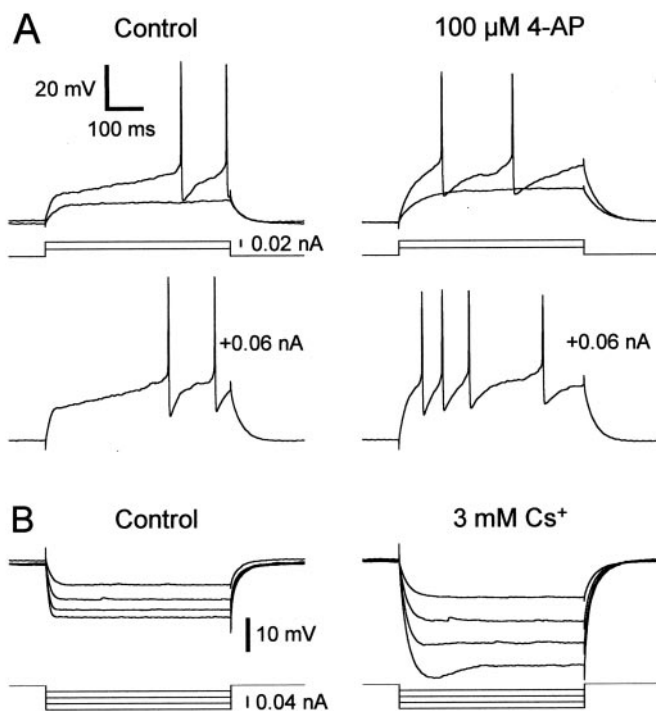 A
Control
100 µM 4-AP
20 mV
100 ms
0.02 nA
+0.06 nA
+0.06 nA
B
Control
3 mM Cs⁺
10 mV
0.04 nA